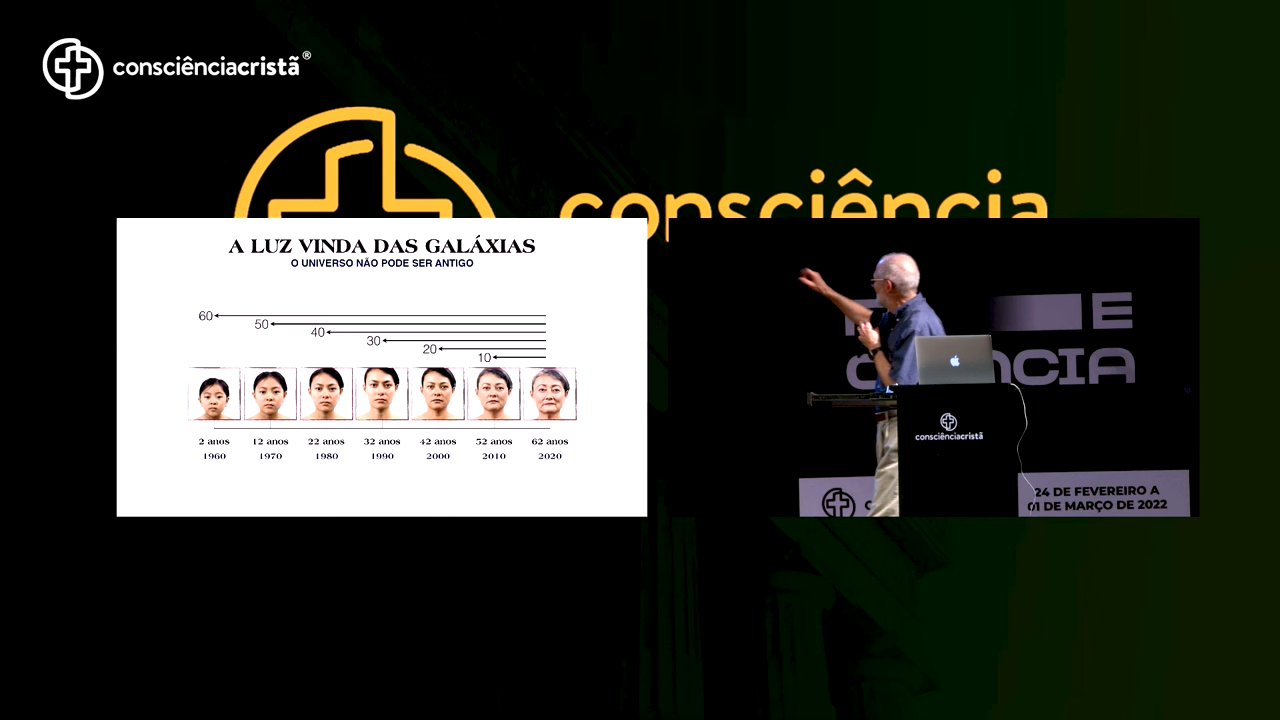 consciênciacristã®
consciência
A LUZ VINDA DAS GALÁXIAS
O UNIVERSO NÃO PODE SER ANTIGO
60
50
40
30
20
10
2 anos 12 anos 22 anos 32 anos 42 anos 52 anos 62 anos
1960 1970 1980 1990 2000 2010 2020
E
CIA
consciênciacristã
24 DE FEVEREIRO A
01 DE MARÇO DE 2022